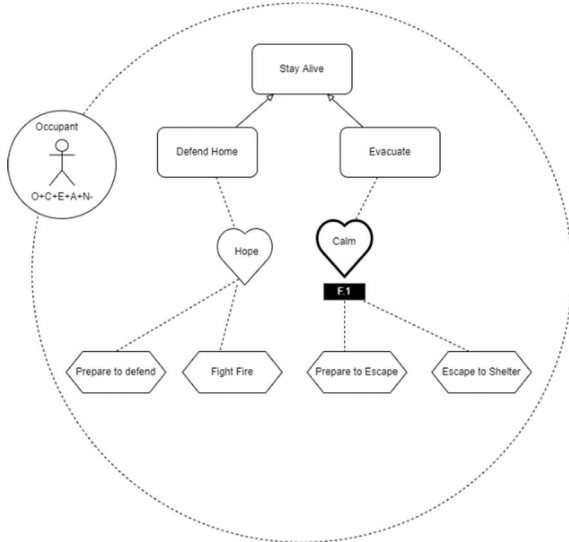 Stay Alive
Occupant
O+C+E+A+N-
Defend Home
Evacuate
Hope
Calm
F.1
Prepare to defend
Fight Fire
Prepare to Escape
Escape to Shelter